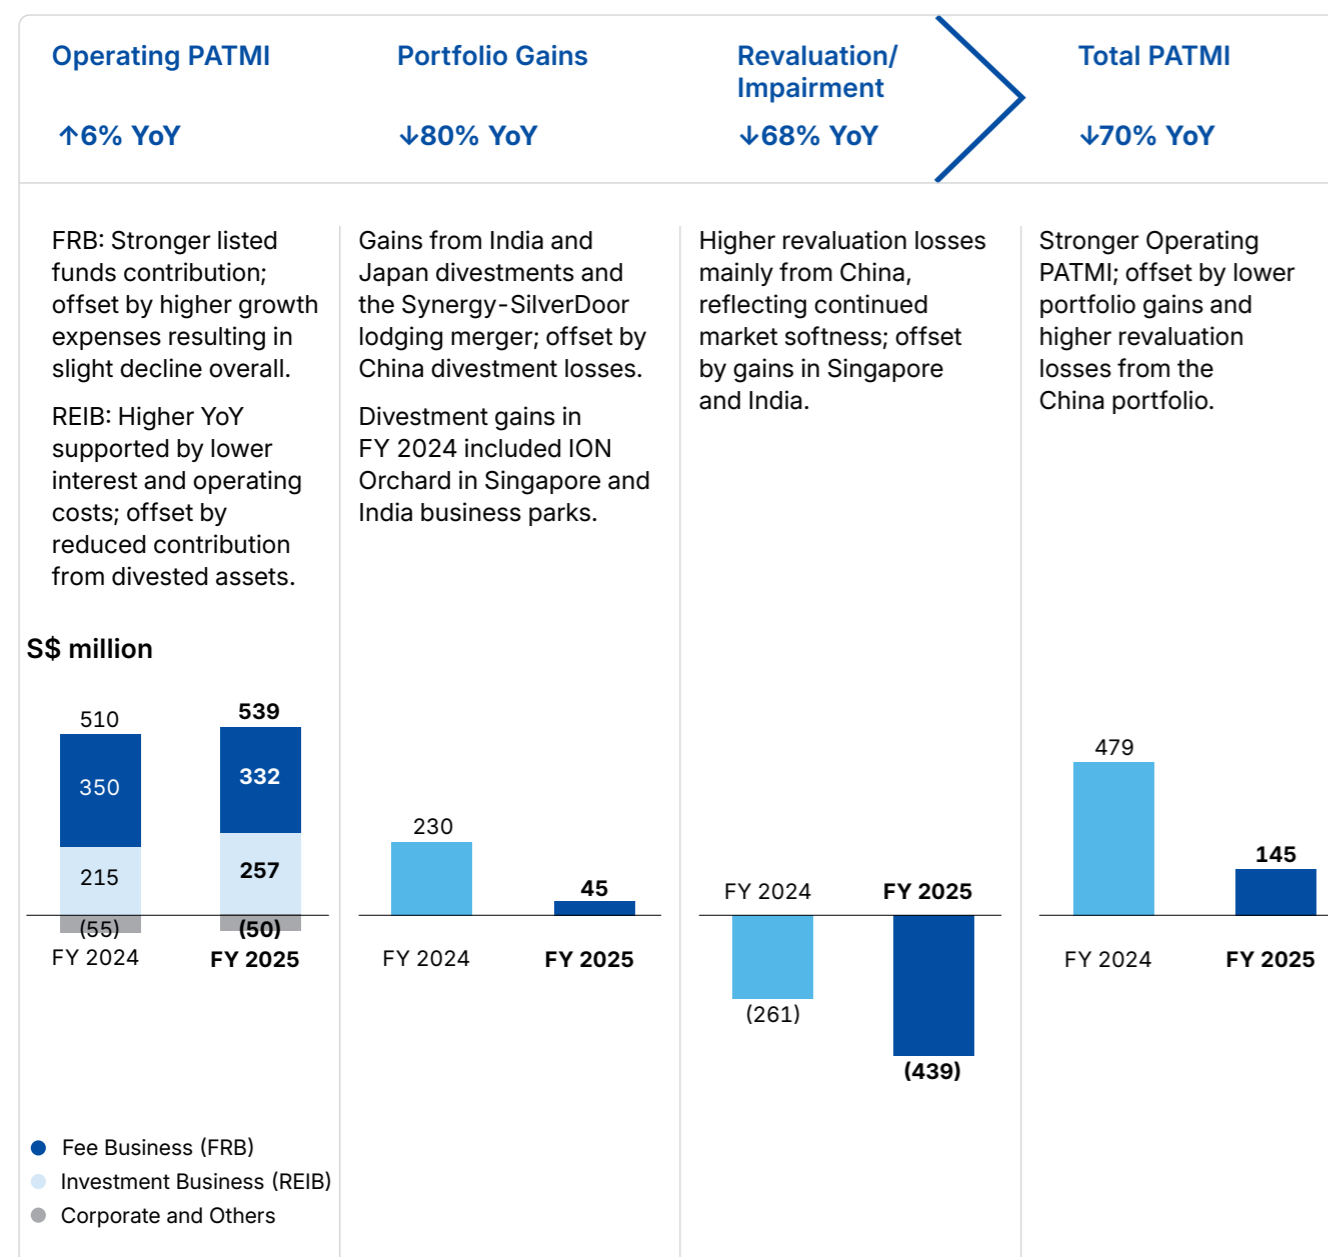 Operating PATMI
↑6% YoY
Portfolio Gains
↓80% YoY
Revaluation/
Impairment
↓68% YoY
Total PATMI
↓70% YoY
FRB: Stronger listed
funds contribution;
offset by higher growth
expenses resulting in
slight decline overall.
REIB: Higher YoY
supported by lower
interest and operating
costs; offset by
reduced contribution
from divested assets.
Gains from India and
Japan divestments and
the Synergy-SilverDoor
lodging merger; offset by
China divestment losses.
Divestment gains in
FY 2024 included ION
Orchard in Singapore and
India business parks.
Higher revaluation losses
mainly from China,
reflecting continued
market softness; offset
by gains in Singapore
and India.
Stronger Operating
PATMI; offset by lower
portfolio gains and
higher revaluation
losses from the
China portfolio.
S$ million
510
350
215
(55)
FY 2024
539
332
257
(50)
FY 2025
230
FY 2024
45
FY 2025
FY 2024
(261)
FY 2025
(439)
479
FY 2024
145
FY 2025
Fee Business (FRB)
Investment Business (REIB)
Corporate and Others